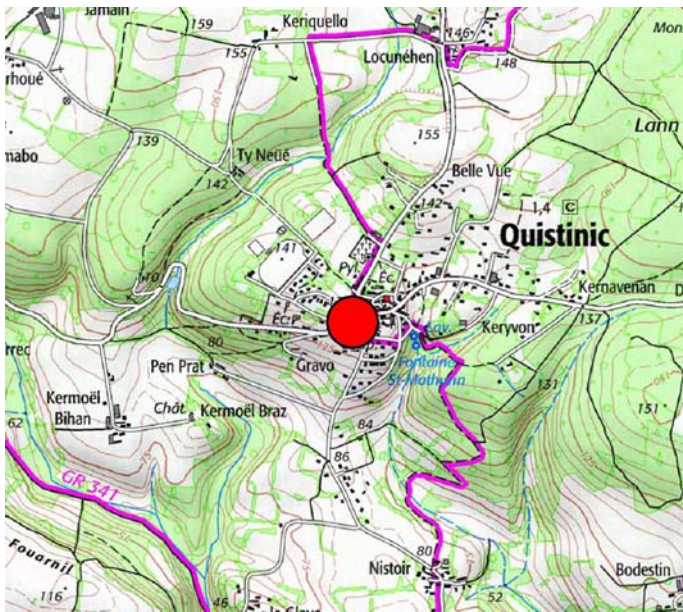 Jamain
159
Keriquello
146
155
Locunéhen
148
Mon
rhoué
155
139
Lann
mabo
Ty Neüé
142
Belle Vue
142
1,4
C
Quistinic
141
Py
Éc.
110
Kernavenan
D
Éc. P
Lav.
Keryvon
137
80
Fontaine
St-Mathurin
Pen Prat
Gravo
131
Kermoël
Bihan
Chât.
Kermoël Braz
151
62
84
86
GR 341
Fouarnil
80
Nistoir
Bodestin
52
116
46